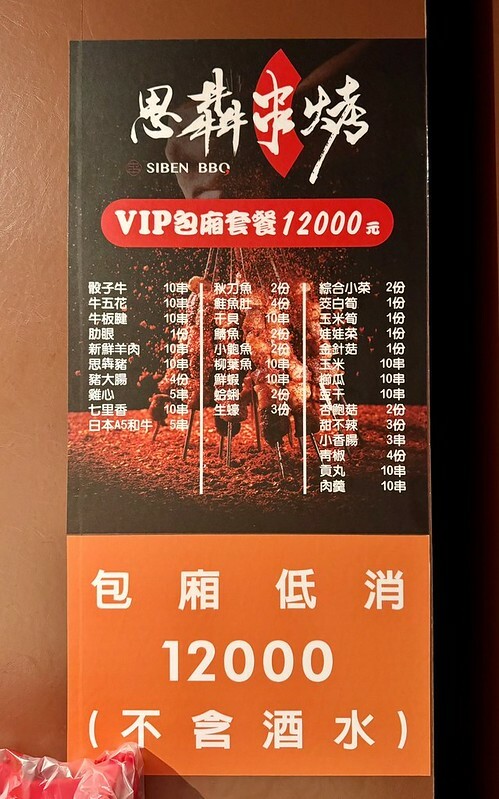 思犇串烤
SIBEN BBQ
VIP包廂套餐12000元
骰子牛 10串
牛五花 10串
牛板腱 10串
肋眼 1份
新鮮羊肉 10串
思犇豬 10串
豬大腸 4份
雞心 5串
七里香 10串
日本A5和牛 5串
秋刀魚 2份
鮭魚肚 4份
干貝 10串
鯖魚 2份
小鮑魚 2份
柳葉魚 10串
鮮蝦 10串
蛤蜊 2份
生蠔 3份
綜合小菜 2份
茭白筍 1份
玉米筍 1份
娃娃菜 1份
金針菇 1份
玉米 10串
櫛瓜 10串
豆干 10串
杏鮑菇 2份
甜不辣 3份
小香腸 3串
青椒 4份
貢丸 10串
肉羹 10串
包廂低消
12000
(不含酒水)